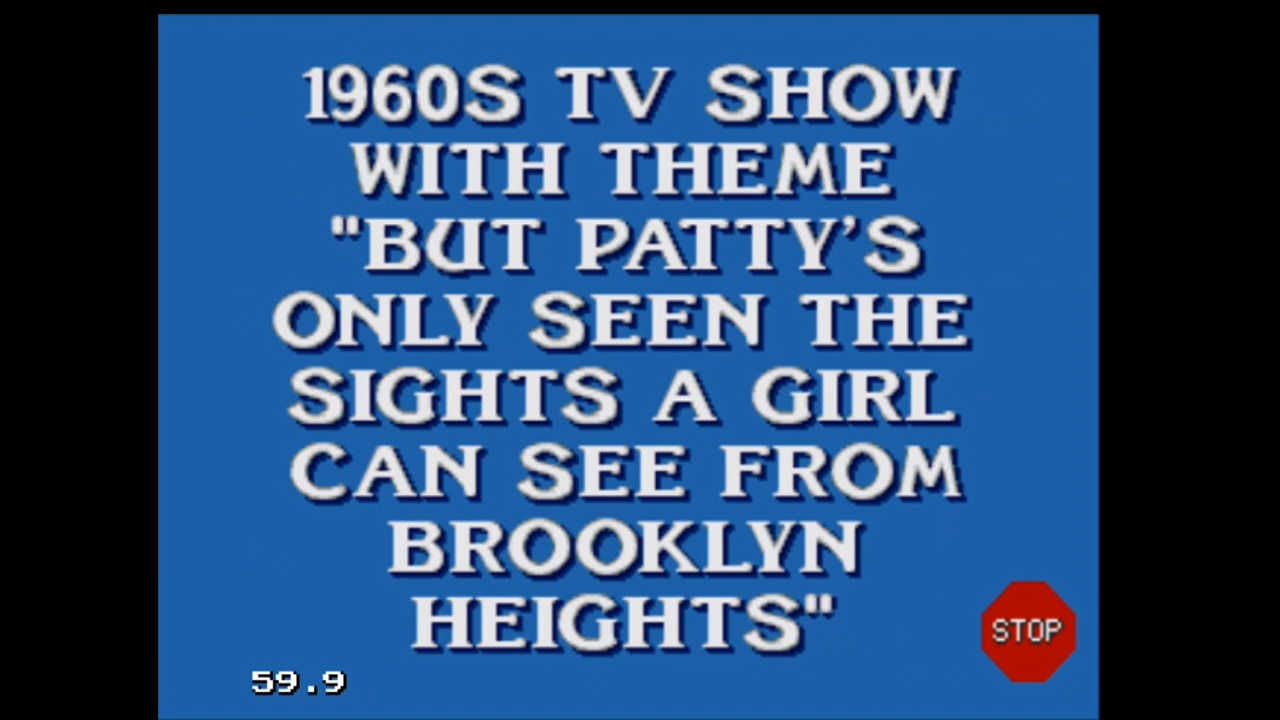 1960S TV SHOW
WITH THEME
"BUT PATTY'S
ONLY SEEN THE
SIGHTS A GIRL
CAN SEE FROM
BROOKLYN
HEIGHTS"
STOP
59.9